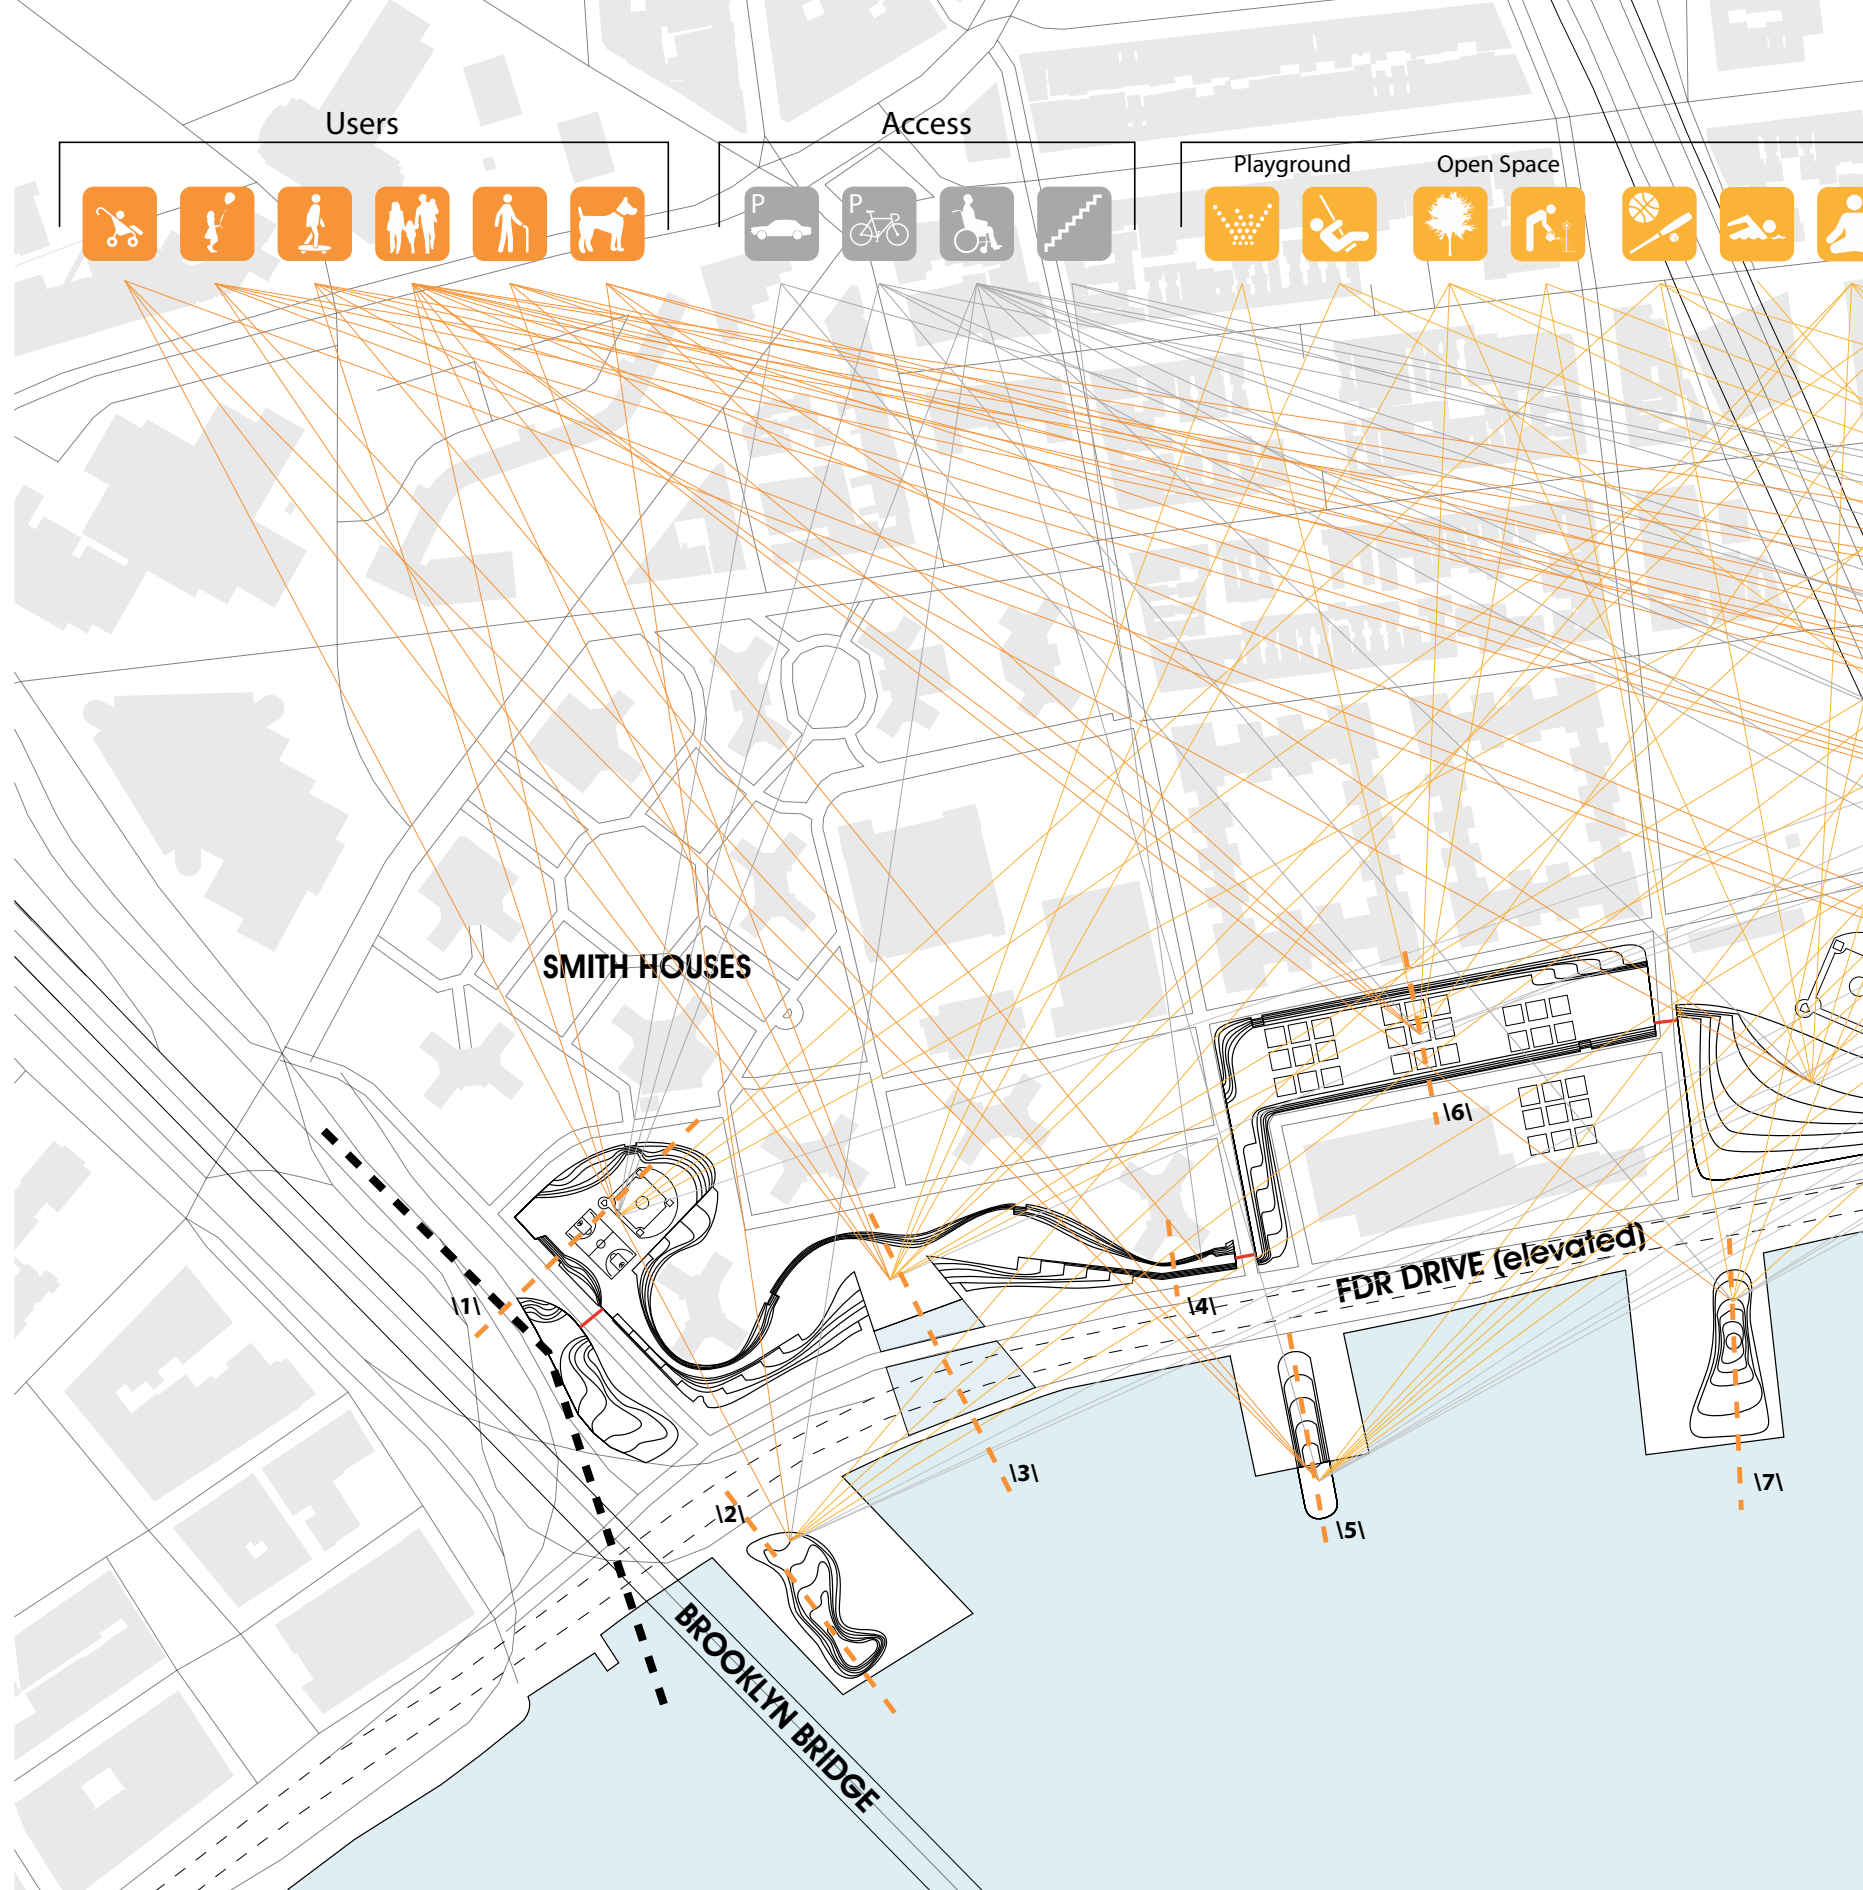 Users
Access
Playground
Open Space
P
P
SMITH HOUSES
\6\
\1\
\4\
FDR DRIVE (elevated)
\3\
\7\
\2\
\5\
BROOKLYN BRIDGE